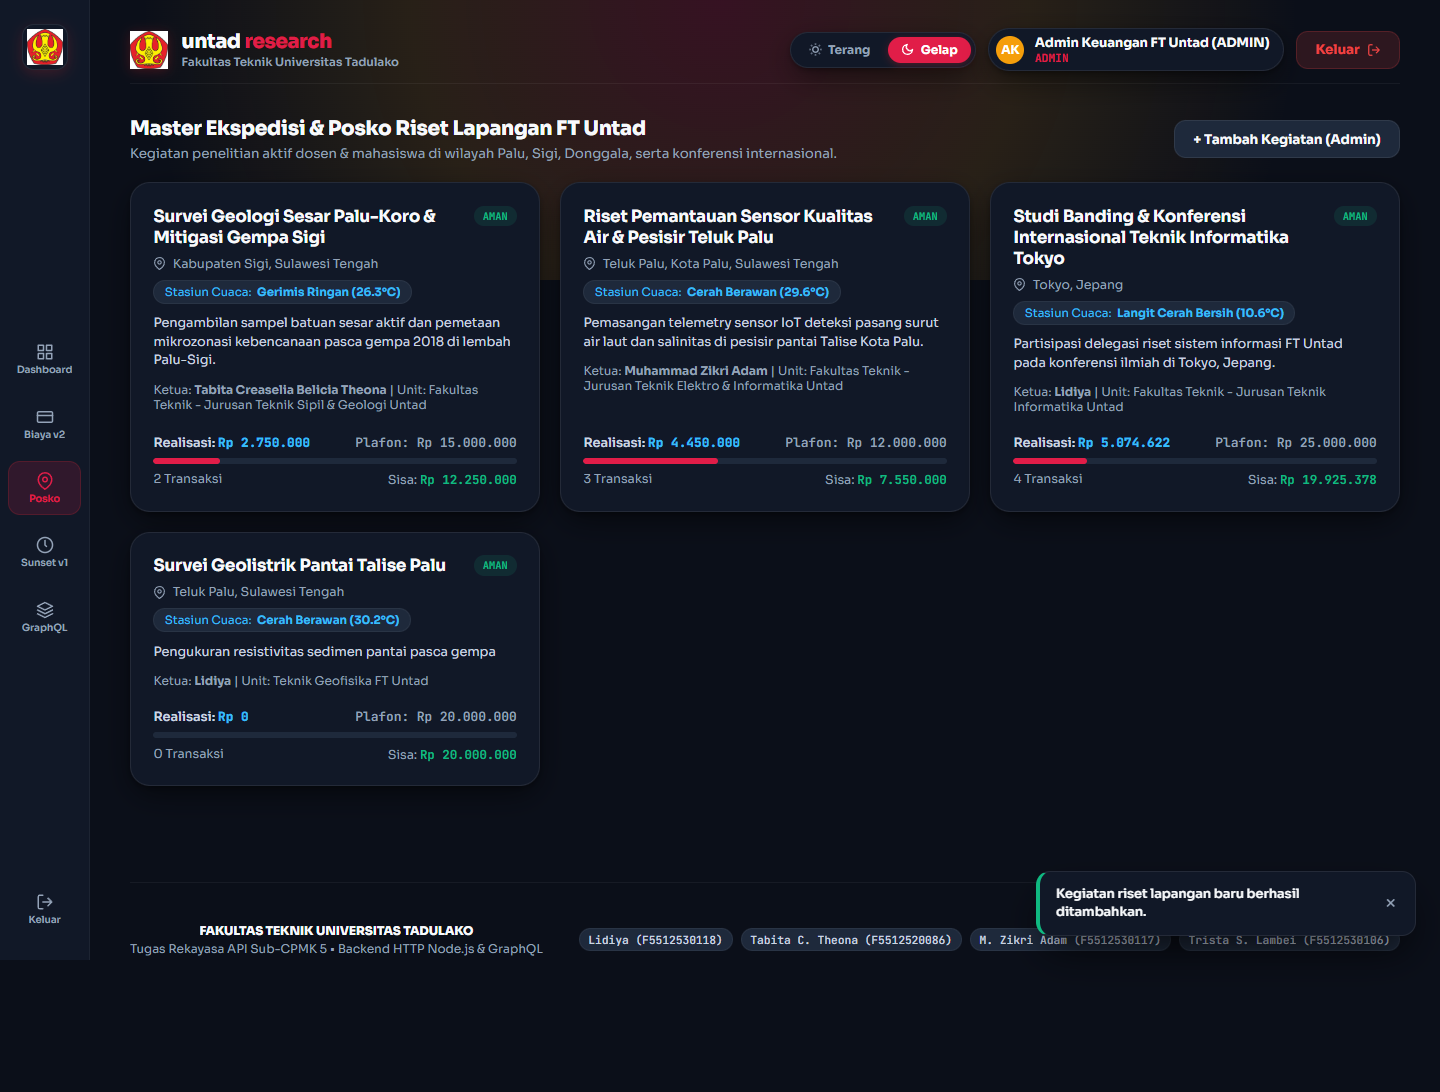 untad research
Fakultas Teknik Universitas Tadulako
Terang
Gelap
AK
Admin Keuangan FT Untad (ADMIN)
ADMIN
Keluar
Master Ekspedisi & Posko Riset Lapangan FT Untad
Kegiatan penelitian aktif dosen & mahasiswa di wilayah Palu, Sigi, Donggala, serta konferensi internasional.
+ Tambah Kegiatan (Admin)
Dashboard
Biaya v2
Posko
Sunset v1
GraphQL
Keluar
Survei Geologi Sesar Palu-Koro &
Mitigasi Gempa Sigi
AMAN
Kabupaten Sigi, Sulawesi Tengah
Stasiun Cuaca: Gerimis Ringan (26.3°C)
Pengambilan sampel batuan sesar aktif dan pemetaan
mikrozonasi kebencanaan pasca gempa 2018 di lembah
Palu-Sigi.
Ketua: Tabita Creaselia Belicia Theona | Unit: Fakultas
Teknik - Jurusan Teknik Sipil & Geologi Untad
Realisasi: Rp 2.750.000
Plafon: Rp 15.000.000
2 Transaksi
Sisa: Rp 12.250.000
Riset Pemantauan Sensor Kualitas
Air & Pesisir Teluk Palu
AMAN
Teluk Palu, Kota Palu, Sulawesi Tengah
Stasiun Cuaca: Cerah Berawan (29.6°C)
Pemasangan telemetry sensor IoT deteksi pasang surut
air laut dan salinitas di pesisir pantai Talise Kota Palu.
Ketua: Muhammad Zikri Adam | Unit: Fakultas Teknik -
Jurusan Teknik Elektro & Informatika Untad
Realisasi: Rp 4.450.000
Plafon: Rp 12.000.000
3 Transaksi
Sisa: Rp 7.550.000
Studi Banding & Konferensi
Internasional Teknik Informatika
Tokyo
AMAN
Tokyo, Jepang
Stasiun Cuaca: Langit Cerah Bersih (10.6°C)
Partisipasi delegasi riset sistem informasi FT Untad
pada konferensi ilmiah di Tokyo, Jepang.
Ketua: Lidiya | Unit: Fakultas Teknik - Jurusan Teknik
Informatika Untad
Realisasi: Rp 5.074.622
Plafon: Rp 25.000.000
4 Transaksi
Sisa: Rp 19.925.378
Survei Geolistrik Pantai Talise Palu
AMAN
Teluk Palu, Sulawesi Tengah
Stasiun Cuaca: Cerah Berawan (30.2°C)
Pengukuran resistivitas sedimen pantai pasca gempa
Ketua: Lidiya | Unit: Teknik Geofisika FT Untad
Realisasi: Rp 0
Plafon: Rp 20.000.000
0 Transaksi
Sisa: Rp 20.000.000
Kegiatan riset lapangan baru berhasil
ditambahkan.
FAKULTAS TEKNIK UNIVERSITAS TADULAKO
Tugas Rekayasa API Sub-CPMK 5 • Backend HTTP Node.js & GraphQL
Lidiya (F5512530118)
Tabita C. Theona (F5512520086)
M. Zikri Adam (F5512530117)
Trista S. Lambei (F5512530106)